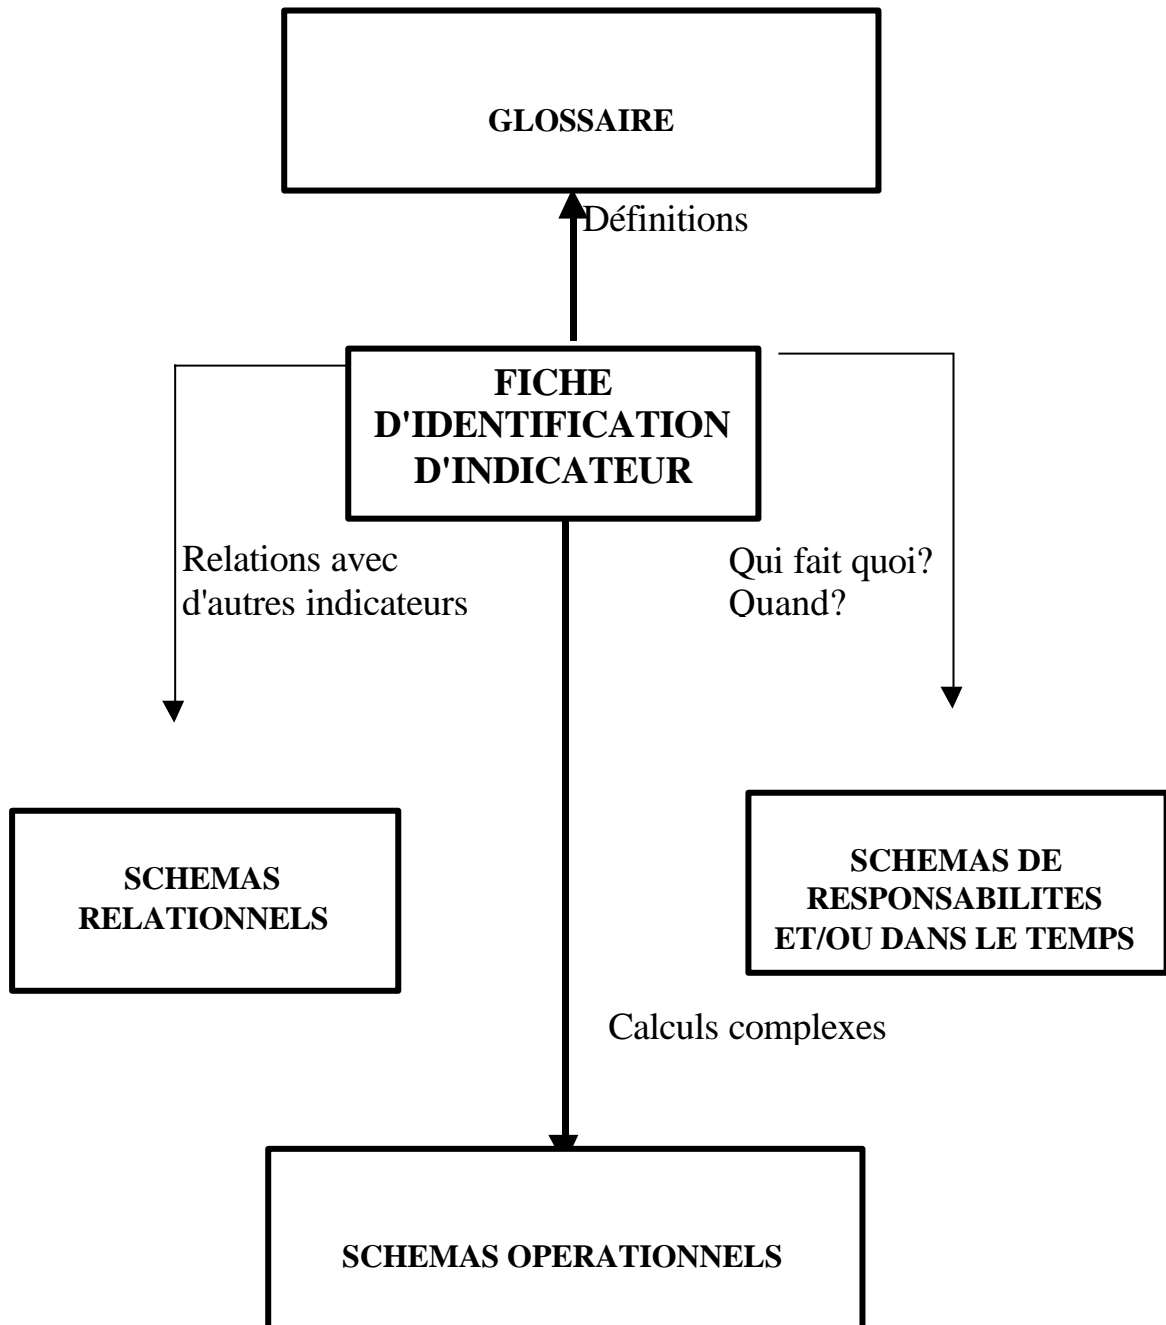 GLOSSAIRE
Définitions
FICHE
D'IDENTIFICATION
D'INDICATEUR
Relations avec
d'autres indicateurs
Qui fait quoi?
Quand?
SCHEMAS
RELATIONNELS
SCHEMAS DE
RESPONSABILITES
ET/OU DANS LE TEMPS
Calculs complexes
SCHEMAS OPERATIONNELS